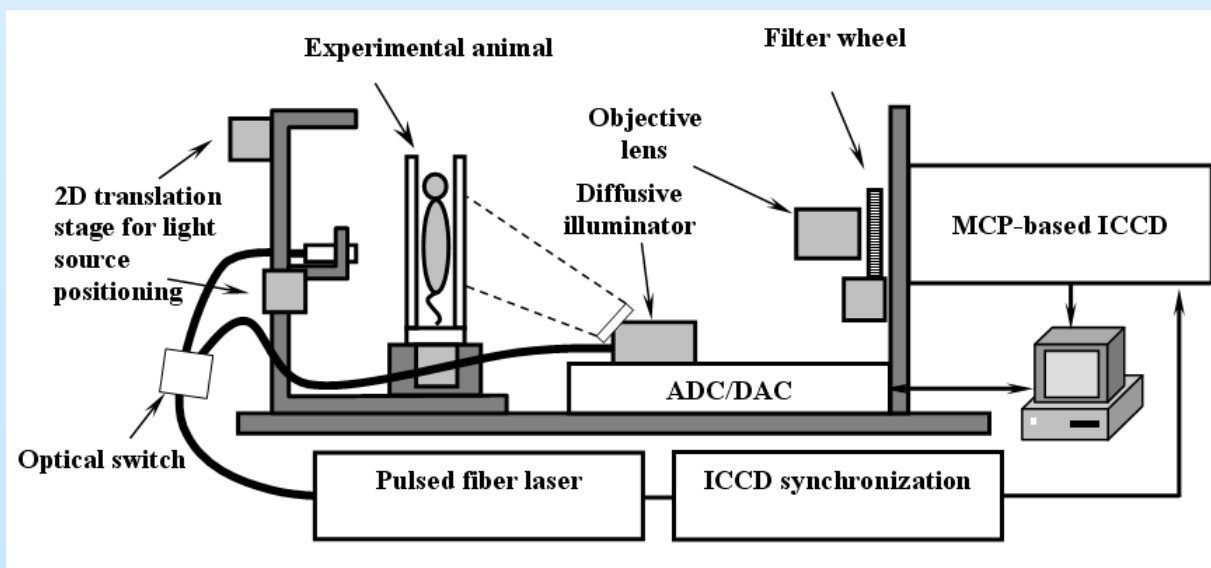 Experimental animal
Filter wheel
Objective
lens
Diffusive
illuminator
2D translation
stage for light
source
positioning
MCP-based ICCD
ADC/DAC
Optical switch
Pulsed fiber laser
ICCD synchronization